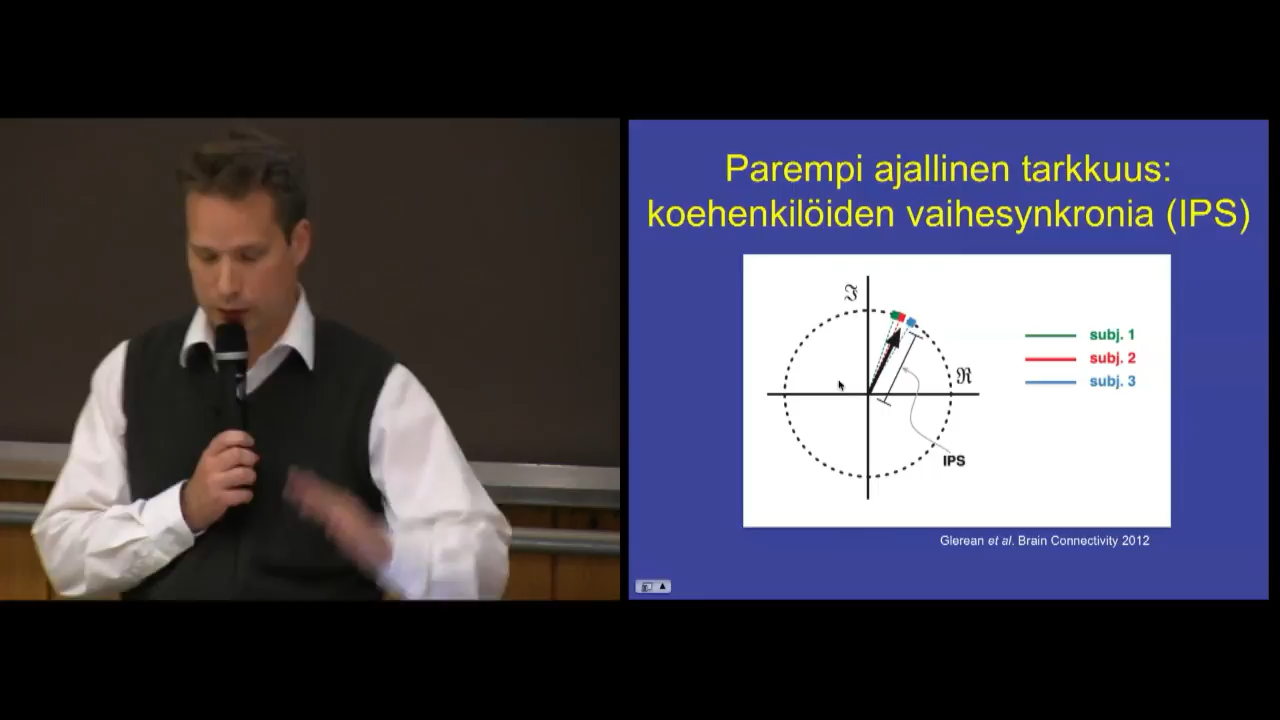 Parempi ajallinen tarkkuus:
koehenkilöiden vaihesynkronia (IPS)
ℑ
ℜ
subj. 1
subj. 2
subj. 3
IPS
Glerean et al. Brain Connectivity 2012